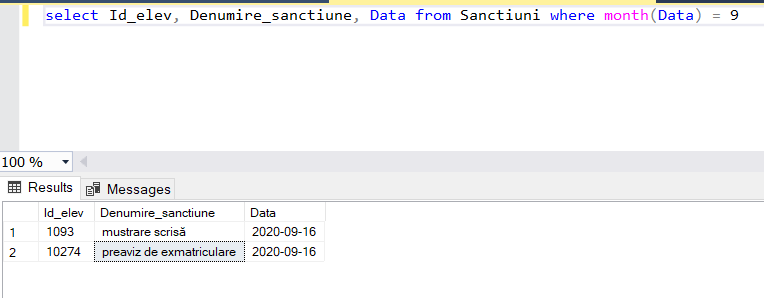 select Id_elev, Denumire_sanctiune, Data from Sanctiuni where month(Data) = 9
100 %
Results Messages
Id_elev Denumire_sanctiune Data
1 1093 mustrare scrisă 2020-09-16
2 10274 preaviz de exmatriculare 2020-09-16